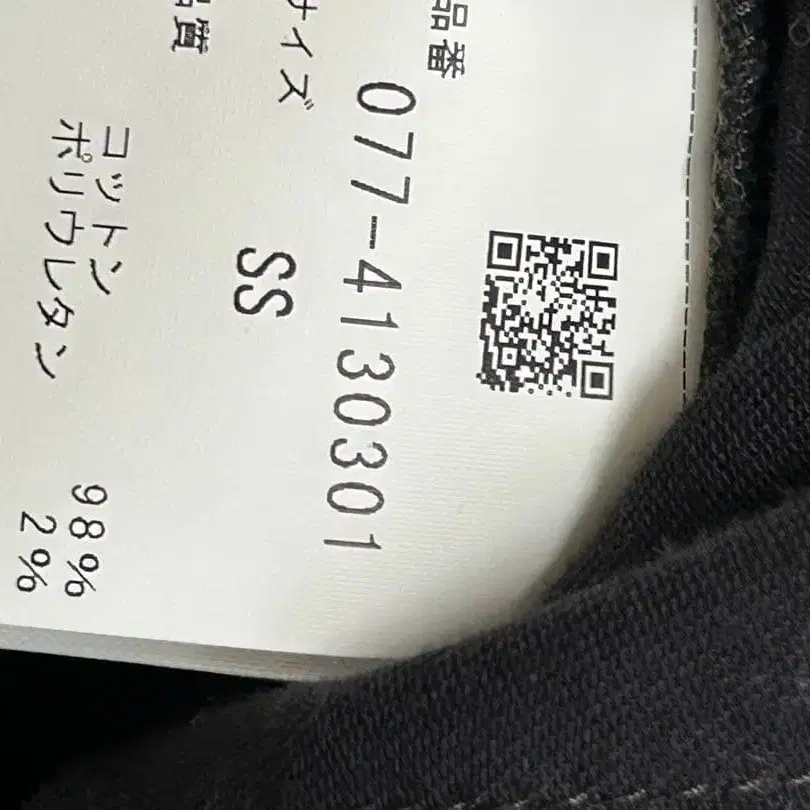 品番
077-4130301
サイズ
SS
品質
コットン 98%
ポリウレタン 2%